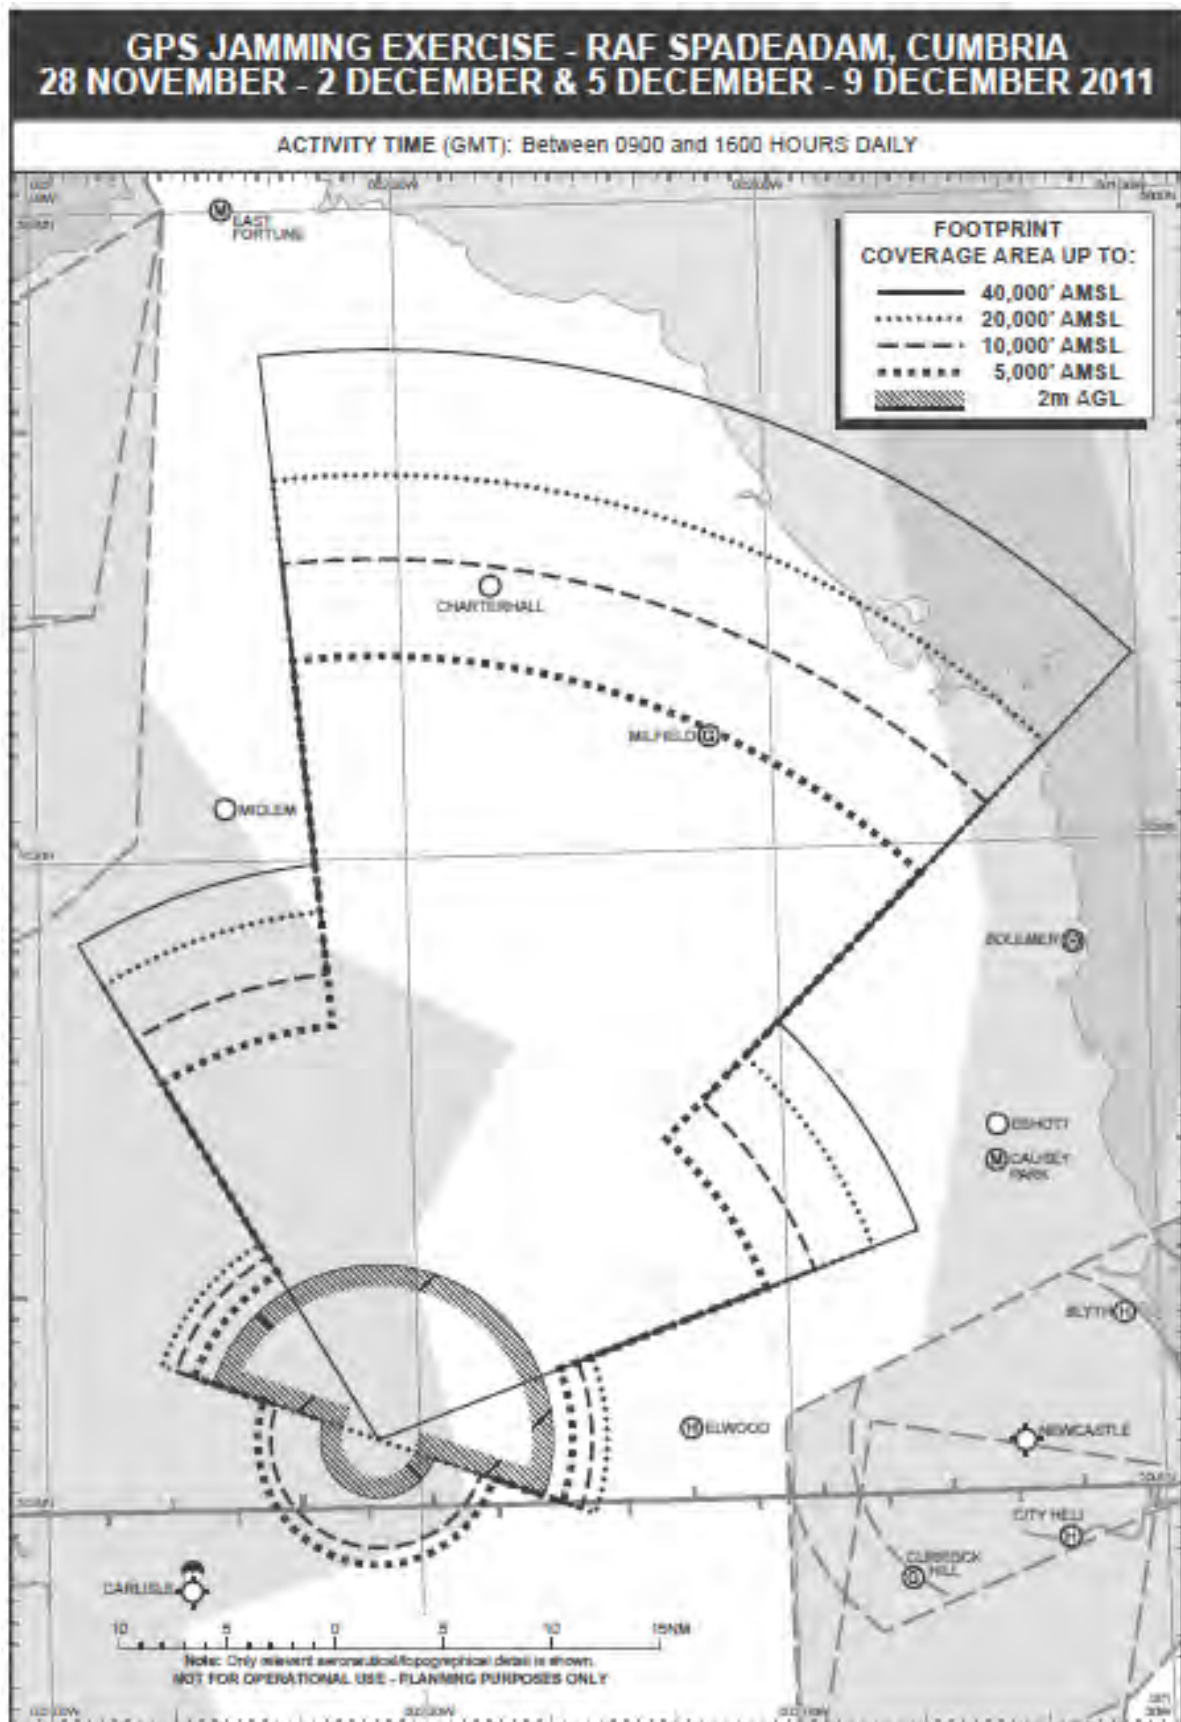 GPS JAMMING EXERCISE - RAF SPADEADAM, CUMBRIA
28 NOVEMBER - 2 DECEMBER & 5 DECEMBER - 9 DECEMBER 2011
ACTIVITY TIME (GMT): Between 0900 and 1600 HOURS DAILY
EAST
FORTUNE
FOOTPRINT
COVERAGE AREA UP TO:
40,000' AMSL
20,000' AMSL
10,000' AMSL
5,000' AMSL
2m AGL
CHARTERHALL
MILFIELD G
MIDLEM
BOULMER
ESHOTT
M CAUSEY
PARK
BLYTH H
H ELWOOD
NEWCASTLE
CITY HELI
H
CURROCK
HILL
G
CARLISLE
10 5 0 5 10 15NM
Note: Only relevant aeronautical/topographical detail is shown.
NOT FOR OPERATIONAL USE - PLANNING PURPOSES ONLY